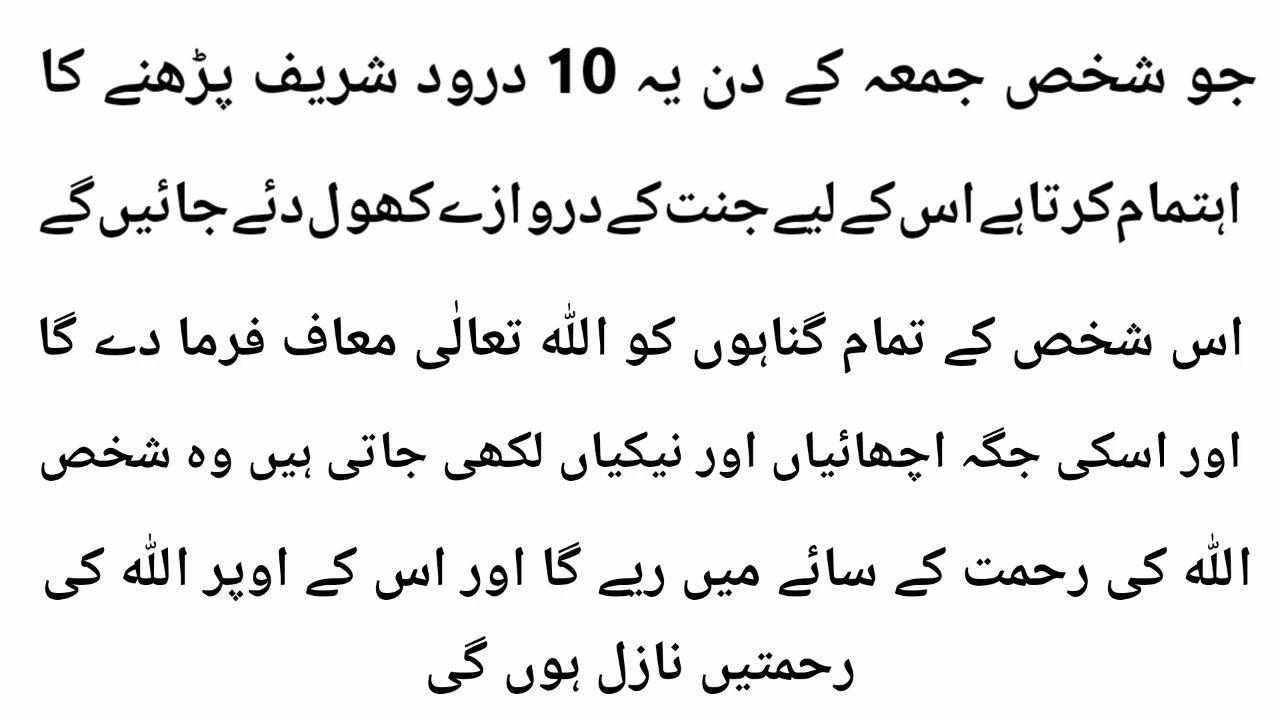 جو شخص جمعہ کے دن یہ 10 درود شریف پڑھنے کا
اہتمام کرتا ہے اس کے لیے جنت کے دروازے کھول دئے جائیں گے
اس شخص کے تمام گناہوں کو اللہ تعالٰی معاف فرما دے گا
اور اسکی جگہ اچھائیاں اور نیکیاں لکھی جاتی ہیں وہ شخص
اللہ کی رحمت کے سائے میں ریے گا اور اس کے اوپر اللہ کی
رحمتیں نازل ہوں گی